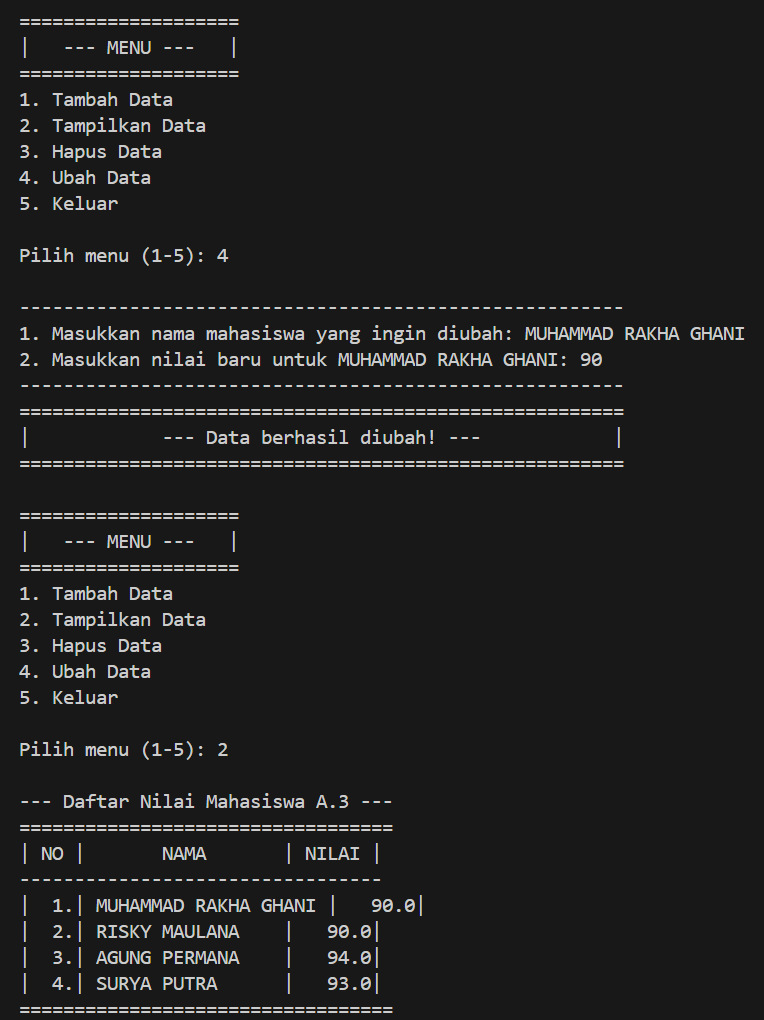 ====================
|   --- MENU ---   |
====================
1. Tambah Data
2. Tampilkan Data
3. Hapus Data
4. Ubah Data
5. Keluar

Pilih menu (1-5): 4

-------------------------------------------------------
1. Masukkan nama mahasiswa yang ingin diubah: MUHAMMAD RAKHA GHANI
2. Masukkan nilai baru untuk MUHAMMAD RAKHA GHANI: 90
-------------------------------------------------------
=======================================================
|            --- Data berhasil diubah! ---            |
=======================================================

====================
|   --- MENU ---   |
====================
1. Tambah Data
2. Tampilkan Data
3. Hapus Data
4. Ubah Data
5. Keluar

Pilih menu (1-5): 2

--- Daftar Nilai Mahasiswa A.3 ---
==================================
| NO |       NAMA       | NILAI |
---------------------------------
|  1.| MUHAMMAD RAKHA GHANI |   90.0|
|  2.| RISKY MAULANA    |   90.0|
|  3.| AGUNG PERMANA    |   94.0|
|  4.| SURYA PUTRA      |   93.0|
==================================